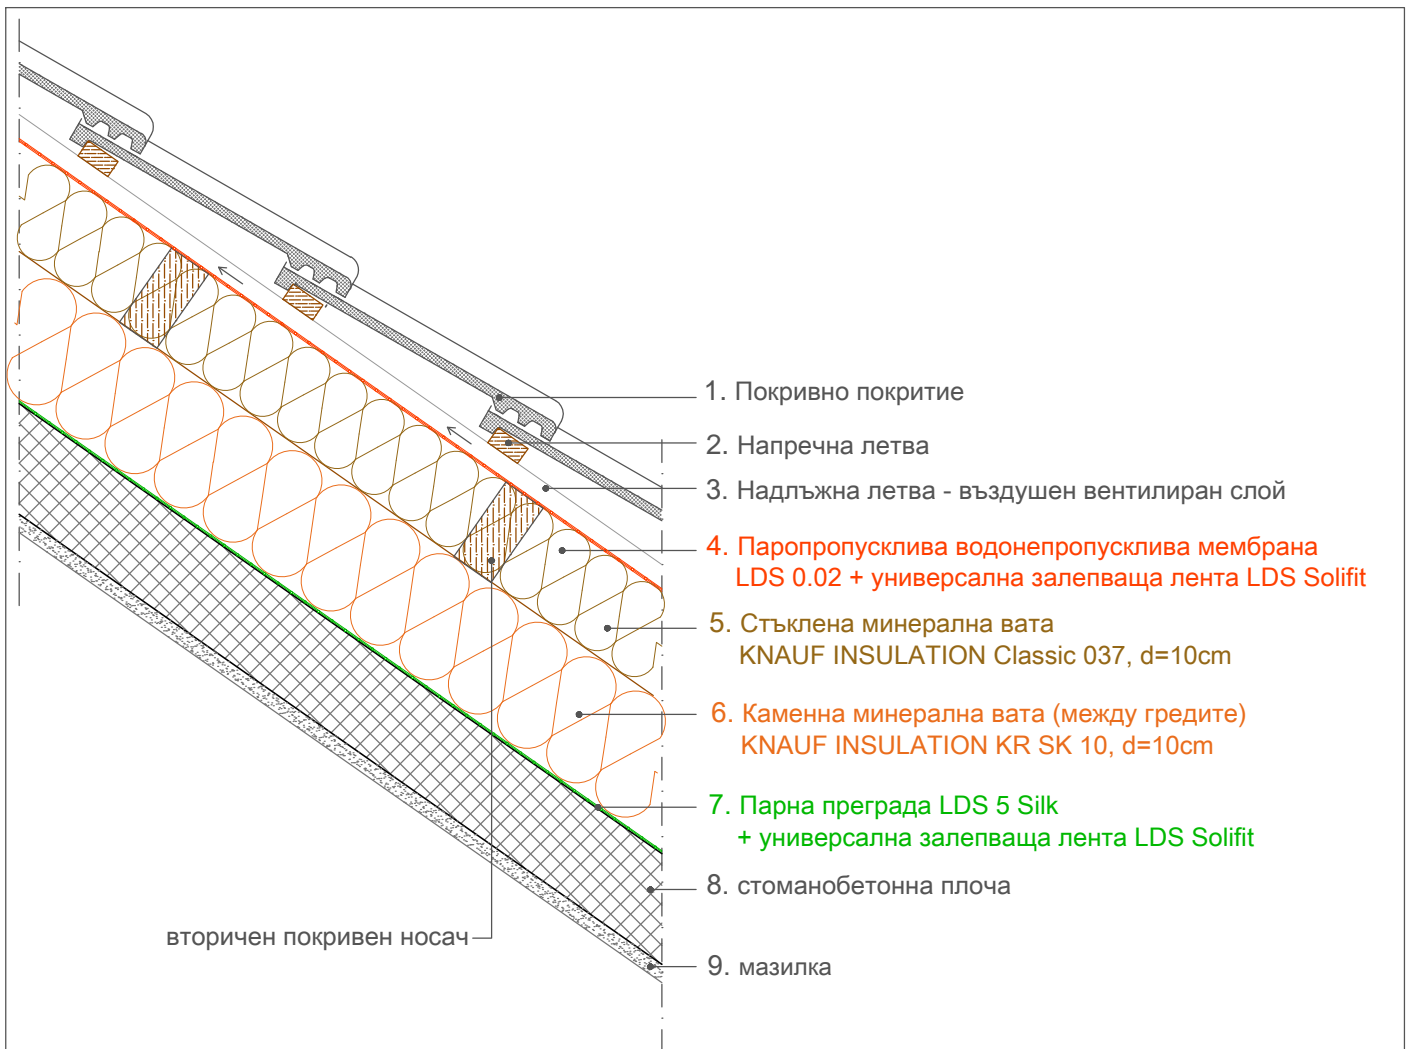 1. Покривно покритие
2. Напречна летва
3. Надлъжна летва - въздушен вентилиран слой
4. Паропропусклива водонепропусклива мембрана
LDS 0.02 + универсална залепваща лента LDS Solifit
5. Стъклена минерална вата
KNAUF INSULATION Classic 037, d=10cm
6. Каменна минерална вата (между гредите)
KNAUF INSULATION KR SK 10, d=10cm
7. Парна преграда LDS 5 Silk
+ универсална залепваща лента LDS Solifit
8. стоманобетонна плоча
вторичен покривен носач
9. мазилка